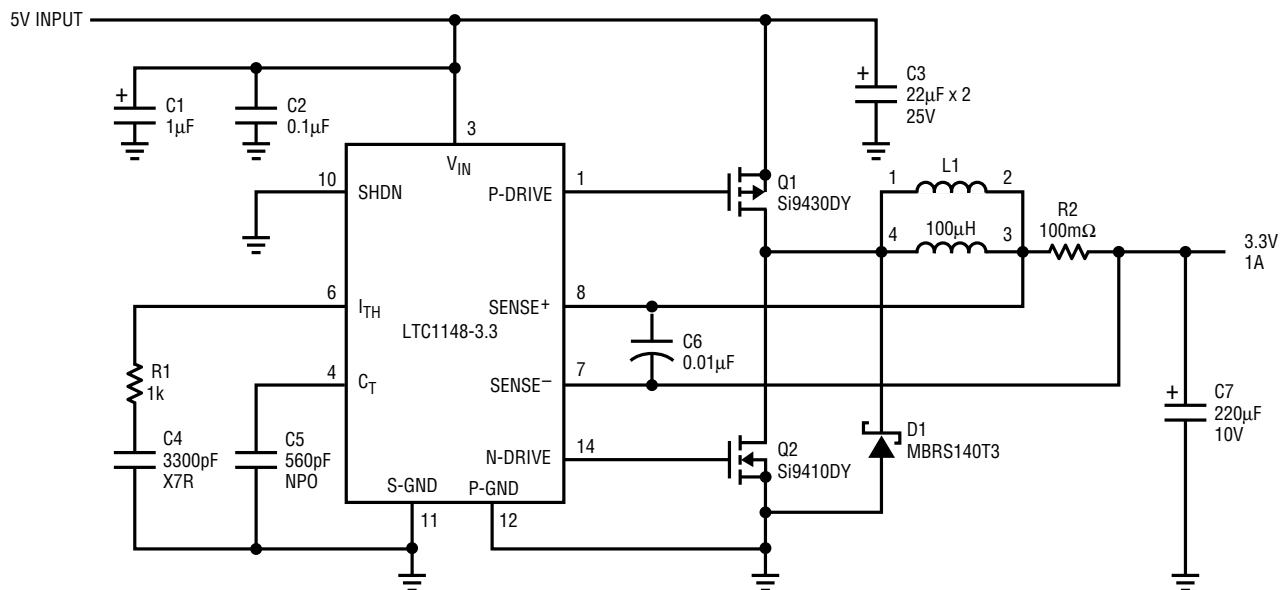 5V INPUT
+
C1
1µF
C2
0.1µF
3
V_IN
+
C3
22µF x 2
25V
10
SHDN
P-DRIVE
1
Q1
Si9430DY
L1
1
2
4
100µH
3
R2
100mΩ
3.3V
1A
6
I_TH
SENSE+
8
LTC1148-3.3
C6
0.01µF
R1
1k
4
C_T
SENSE–
7
C4
3300pF
X7R
C5
560pF
NPO
N-DRIVE
14
Q2
Si9410DY
D1
MBRS140T3
+
C7
220µF
10V
S-GND
P-GND
11
12